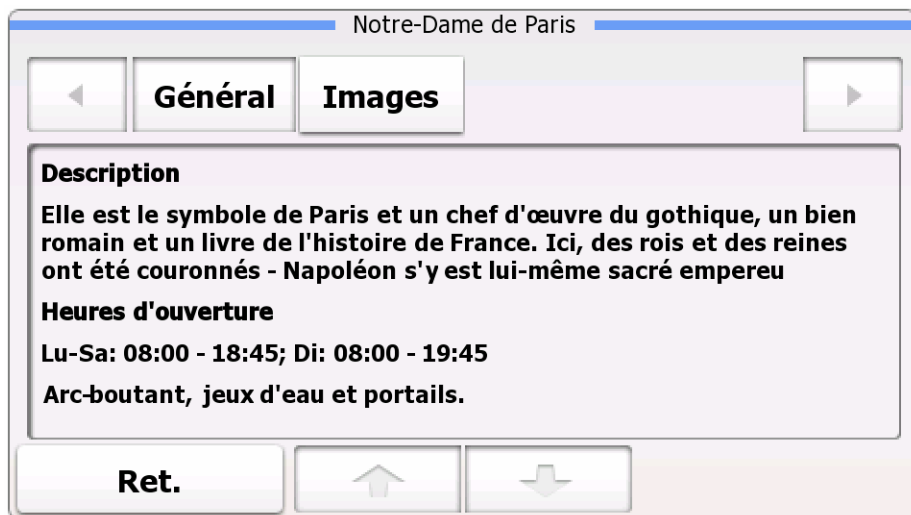 Notre-Dame de Paris
Général Images
Description
Elle est le symbole de Paris et un chef d'œuvre du gothique, un bien
romain et un livre de l'histoire de France. Ici, des rois et des reines
ont été couronnés - Napoléon s'y est lui-même sacré empereu
Heures d'ouverture
Lu-Sa: 08:00 - 18:45; Di: 08:00 - 19:45
Arc-boutant, jeux d'eau et portails.
Ret.